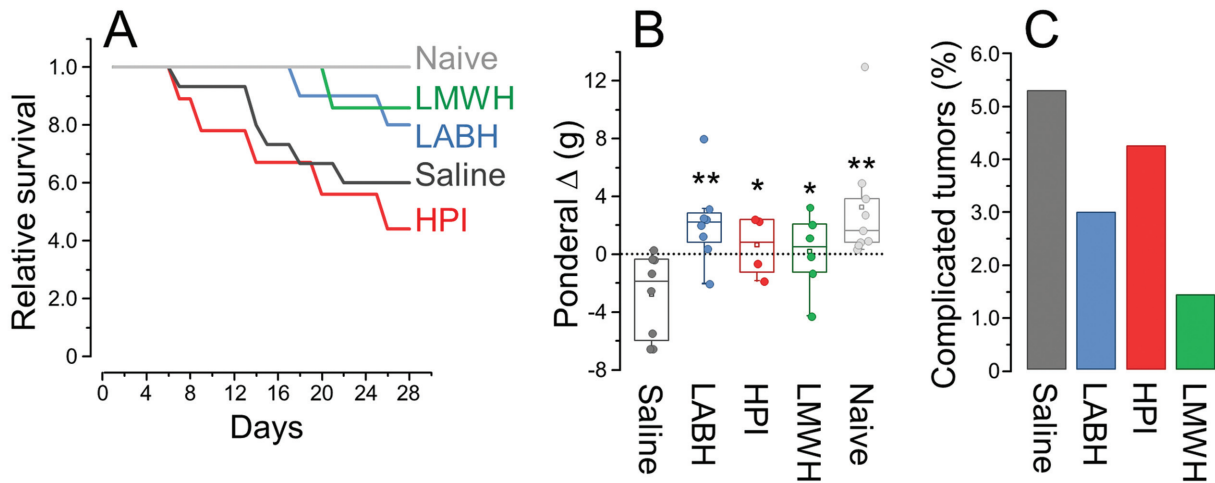 A
Relative survival
1.0
8.0
6.0
4.0
2.0
0
0 4 8 12 16 20 24 28
Days
Naive
LMWH
LABH
Saline
HPI
B
Ponderal Δ (g)
12
8
4
0
-4
-8
** * * **
Saline LABH HPI LMWH Naive
C
Complicated tumors (%)
6.0
5.0
4.0
3.0
2.0
1.0
0
Saline LABH HPI LMWH